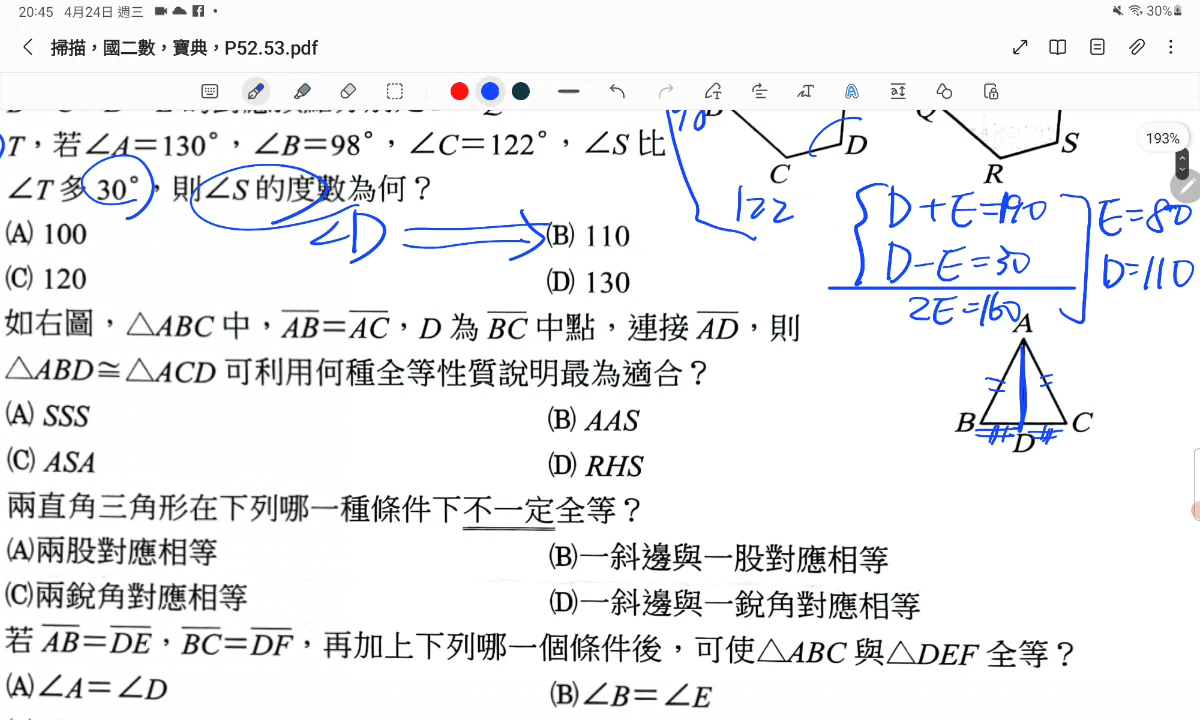 20:45 4月24日 週三
30%
掃描,國二數,寶典,P52.53.pdf
193%
T,若∠A=130°,∠B=98°,∠C=122°,∠S 比
∠T 多 30°,則∠S 的度數為何?
(A) 100
(B) 110
(C) 120
(D) 130
∠D
C
D
122
Q
R
S
D+E=190
D-E=30
2E=160
E=80
D=110
如右圖,△ABC 中,AB=AC,D 為 BC 中點,連接 AD,則
△ABD≅△ACD 可利用何種全等性質說明最為適合?
(A) SSS
(B) AAS
(C) ASA
(D) RHS
A
B
D
C
兩直角三角形在下列哪一種條件下不一定全等?
(A)兩股對應相等
(B)一斜邊與一股對應相等
(C)兩銳角對應相等
(D)一斜邊與一銳角對應相等
若 AB=DE,BC=DF,再加上下列哪一個條件後,可使△ABC 與△DEF 全等?
(A)∠A=∠D
(B)∠B=∠E